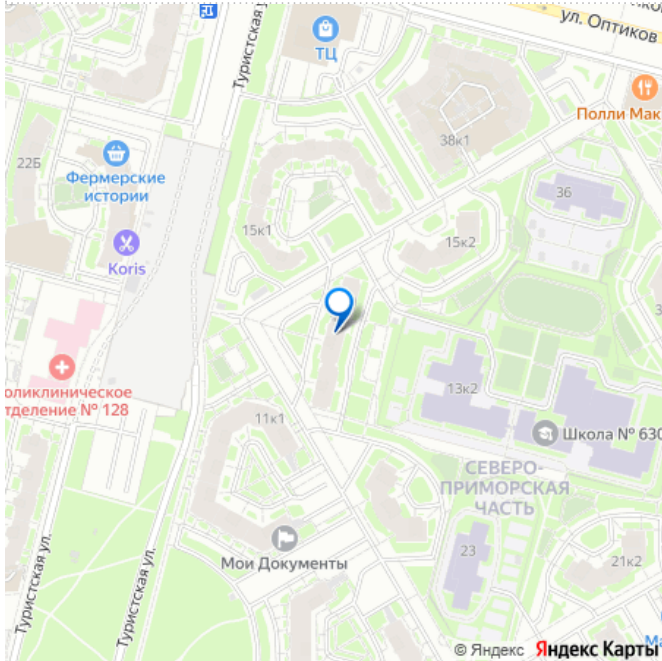 ул. Оптиков
Туристская у
ТЦ
Полли Мак
38к1
22Б
Фермерские
истории
36
15к1
15к2
Koris
оликлиническое
тделение № 128
13к2
11к1
Школа № 630
СЕВЕРО-
ПРИМОРСКАЯ
ЧАСТЬ
23
Мои Документы
21к2
Туристская ул.
Туристская ул.
Ма
© Яндекс Яндекс Карты